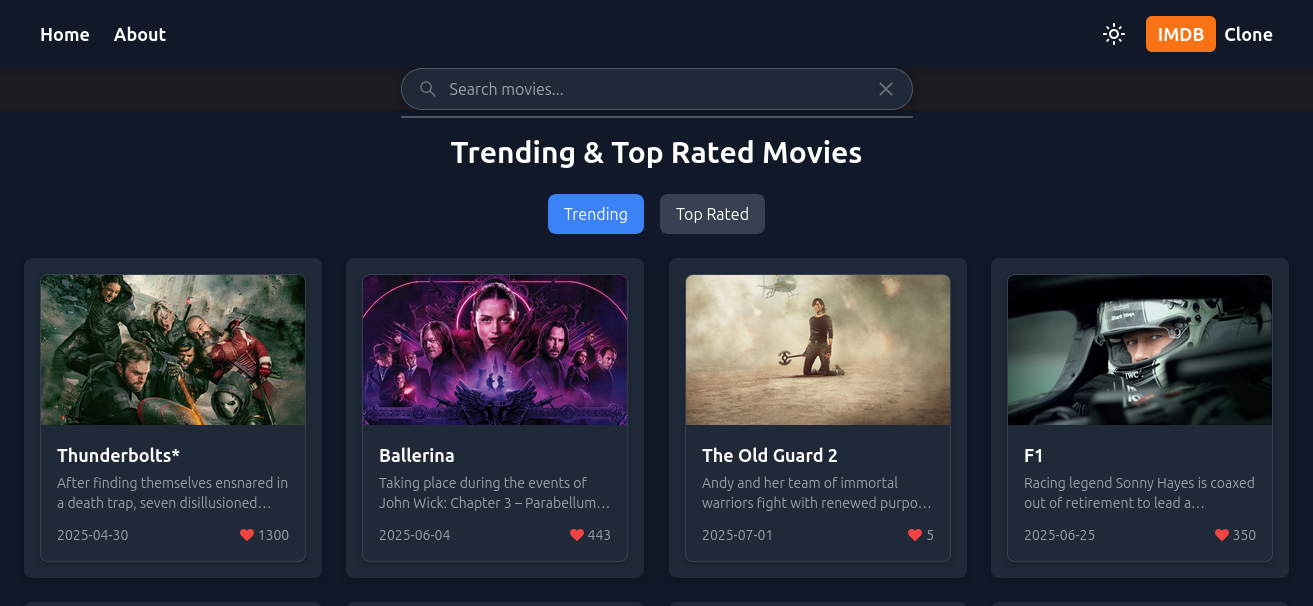 Home About IMDB Clone
Search movies...
Trending & Top Rated Movies
Trending Top Rated
Thunderbolts*
After finding themselves ensnared in
a death trap, seven disillusioned…
2025-04-30 1300
Ballerina
Taking place during the events of
John Wick: Chapter 3 – Parabellum…
2025-06-04 443
The Old Guard 2
Andy and her team of immortal
warriors fight with renewed purpo…
2025-07-01 5
F1
Racing legend Sonny Hayes is coaxed
out of retirement to lead a…
2025-06-25 350
IWC